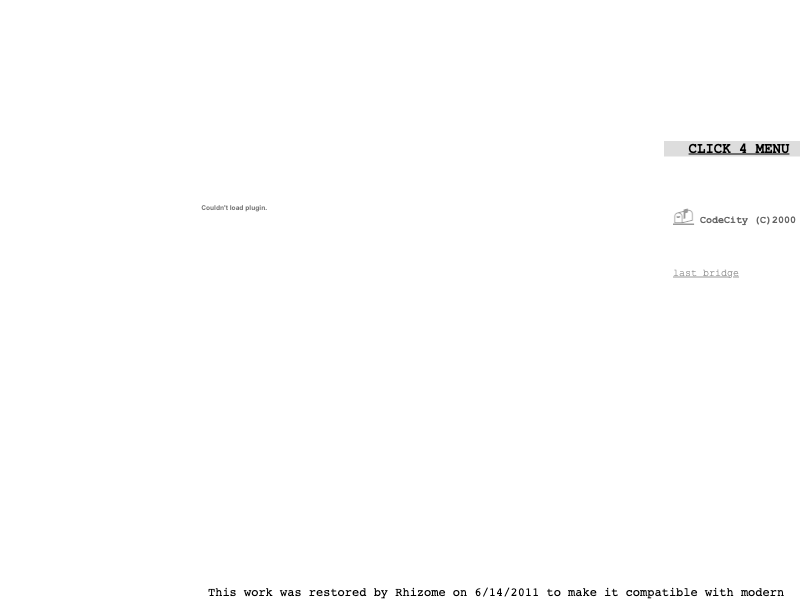 CLICK 4 MENU
Couldn't load plugin.
CodeCity (C)2000
last bridge
This work was restored by Rhizome on 6/14/2011 to make it compatible with modern